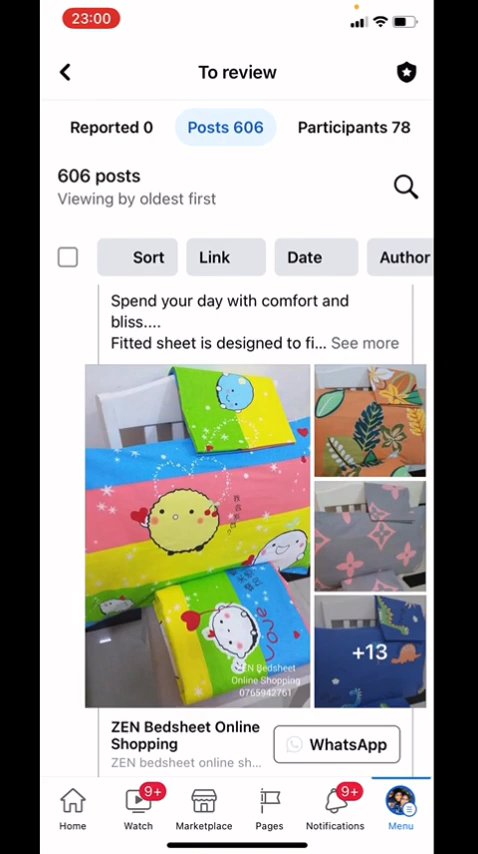 23:00
To review
Reported 0
Posts 606
Participants 78
606 posts
Viewing by oldest first
Sort
Link
Date
Author
Spend your day with comfort and
bliss....
Fitted sheet is designed to fi... See more
Love
ZEN Bedsheet
Online Shopping
0765942761
+13
ZEN Bedsheet Online
Shopping
ZEN bedsheet online sh...
WhatsApp
9+
9+
Home
Watch
Marketplace
Pages
Notifications
Menu